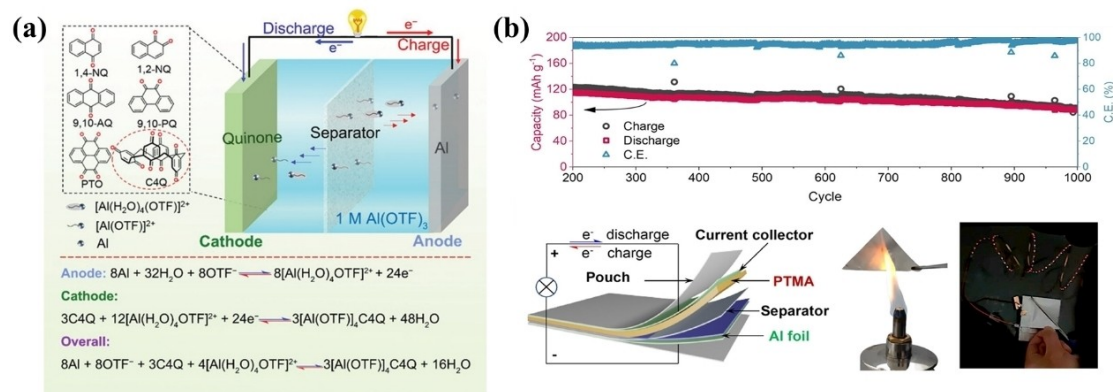 (a)
Discharge
e⁻
e⁻
Charge
1,4-NQ
1,2-NQ
9,10-AQ
9,10-PQ
PTO
C4Q
Quinone
Separator
Al
1 M Al(OTF)₃
[Al(H₂O)₄(OTF)]²⁺
[Al(OTF)]²⁺
Al
Cathode
Anode
Anode: 8Al + 32H₂O + 8OTF⁻ ⇌ 8[Al(H₂O)₄OTF]²⁺ + 24e⁻
Cathode:
3C4Q + 12[Al(H₂O)₄OTF]²⁺ + 24e⁻ ⇌ 3[Al(OTF)]₄C4Q + 48H₂O
Overall:
8Al + 8OTF⁻ + 3C4Q + 4[Al(H₂O)₄OTF]²⁺ ⇌ 3[Al(OTF)]₄C4Q + 16H₂O
(b)
Capacity (mAh g⁻¹)
200
160
120
80
40
0
Charge
Discharge
C.E.
100
80
60
40
20
0
C.E. (%)
200 300 400 500 600 700 800 900 1000
Cycle
e⁻ discharge
e⁻ charge
+
-
Pouch
Current collector
PTMA
Separator
Al foil